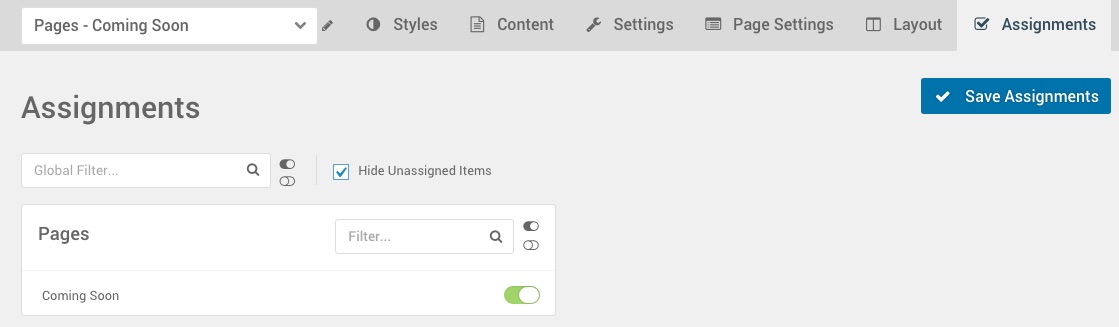 Pages - Coming Soon
Styles
Content
Settings
Page Settings
Layout
Assignments
Assignments
Save Assignments
Global Filter...
Hide Unassigned Items
Pages
Filter...
Coming Soon